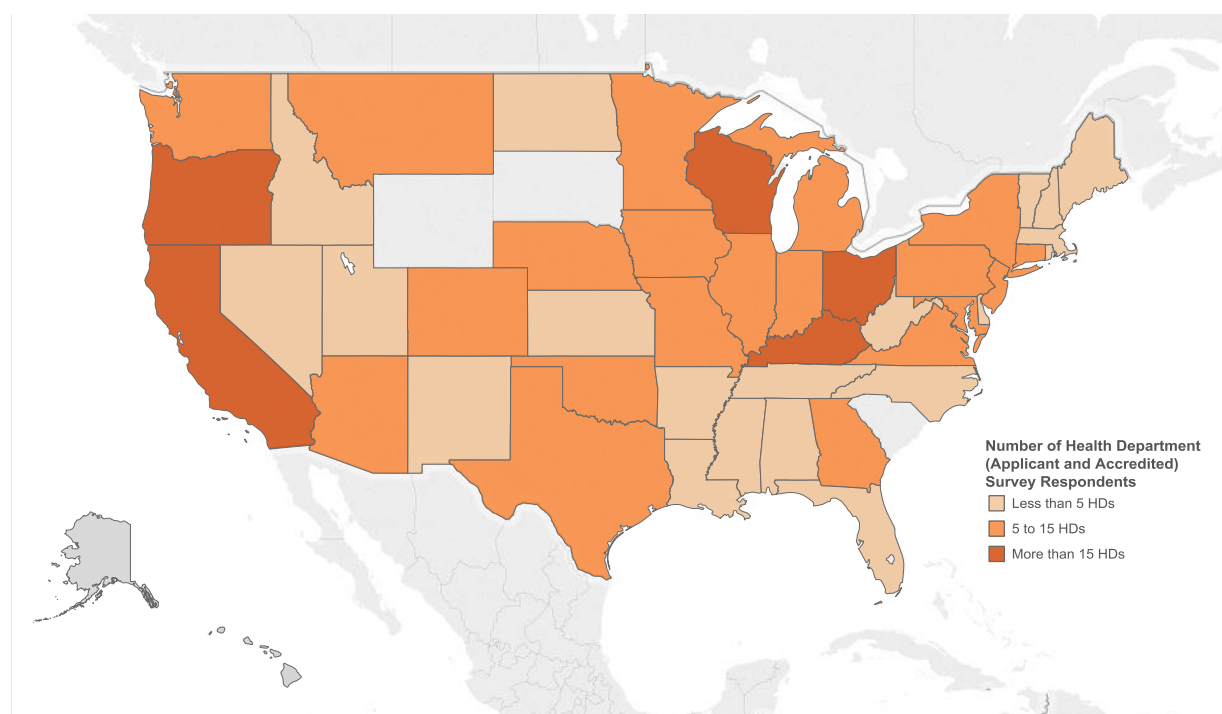 Number of Health Department
(Applicant and Accredited)
Survey Respondents
Less than 5 HDs
5 to 15 HDs
More than 15 HDs